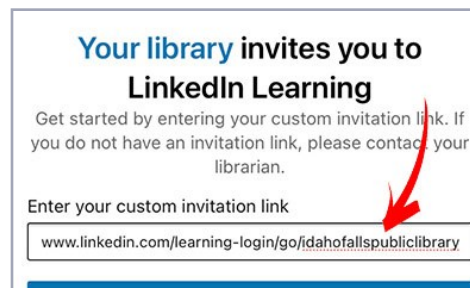 Your library invites you to
LinkedIn Learning
Get started by entering your custom invitation link. If
you do not have an invitation link, please contact your
librarian.
Enter your custom invitation link
www.linkedin.com/learning-login/go/idahofallspubliclibrary